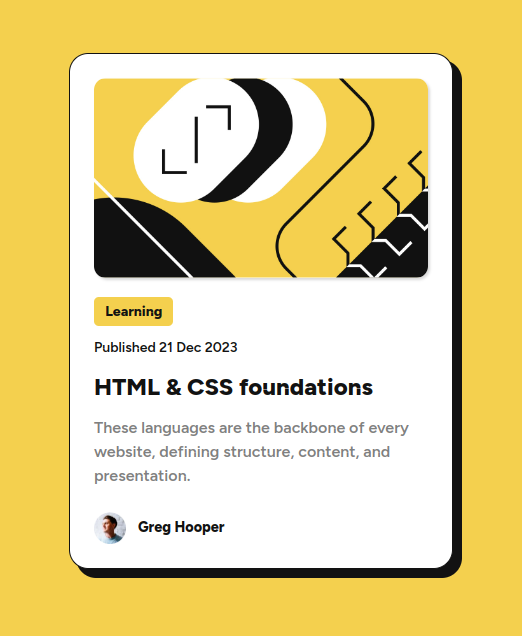 Learning
Published 21 Dec 2023
HTML & CSS foundations
These languages are the backbone of every
website, defining structure, content, and
presentation.
Greg Hooper